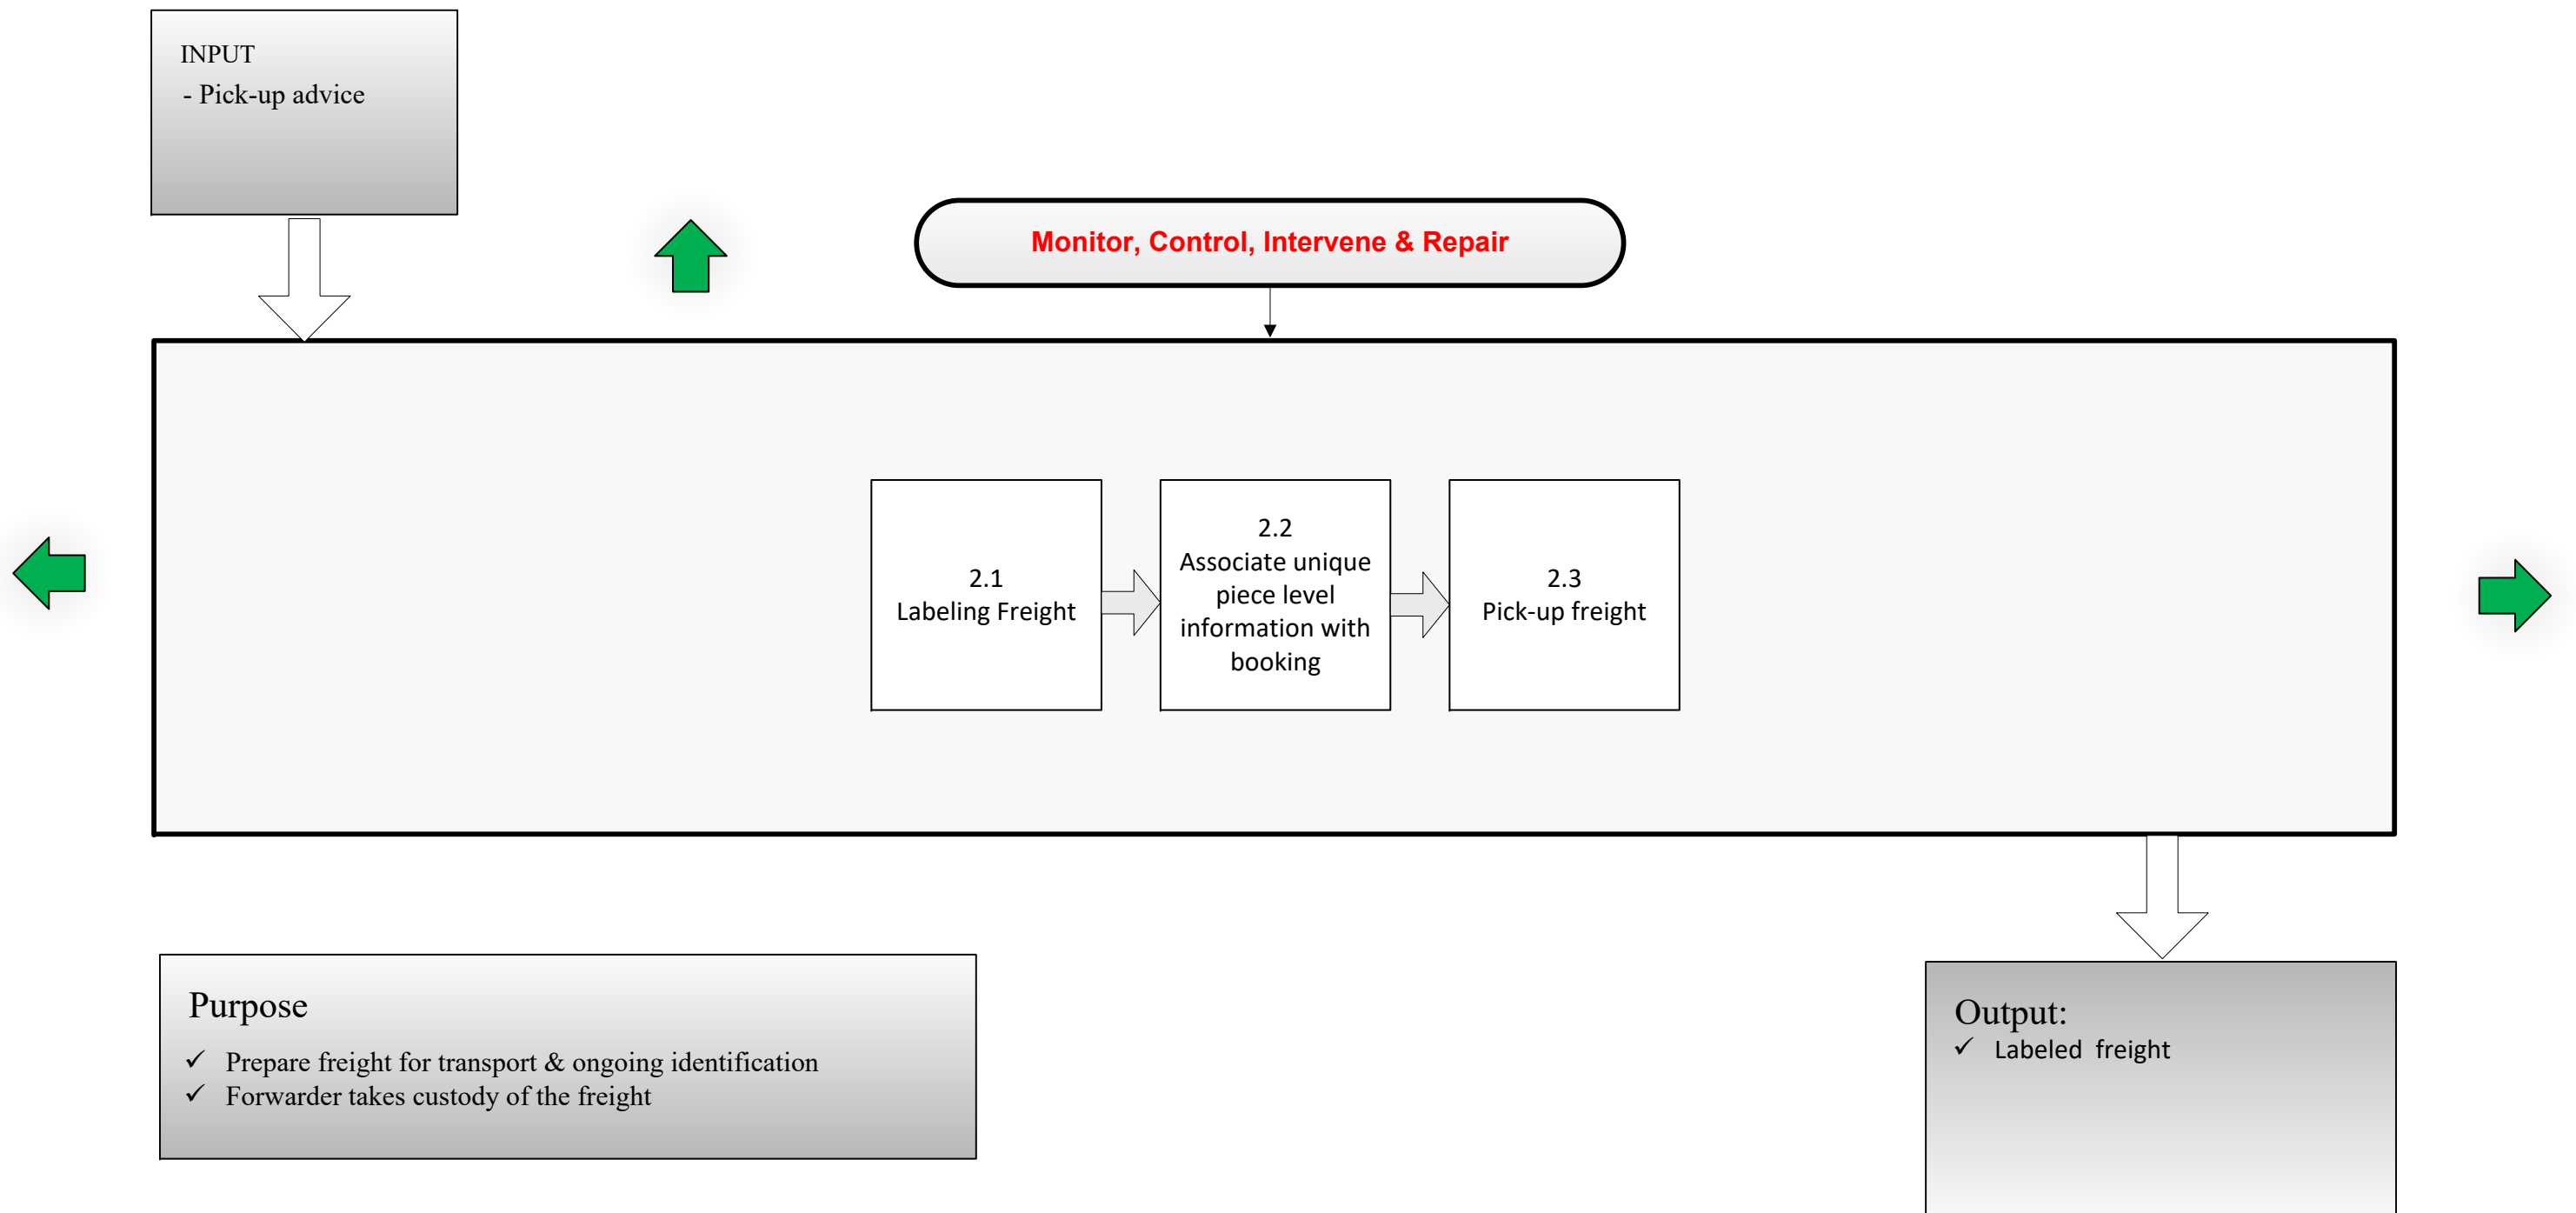 INPUT
- Pick-up advice
Monitor, Control, Intervene & Repair
2.1
Labeling Freight
2.2
Associate unique
piece level
information with
booking
2.3
Pick-up freight
Purpose
✓ Prepare freight for transport & ongoing identification
✓ Forwarder takes custody of the freight
Output:
✓ Labeled freight